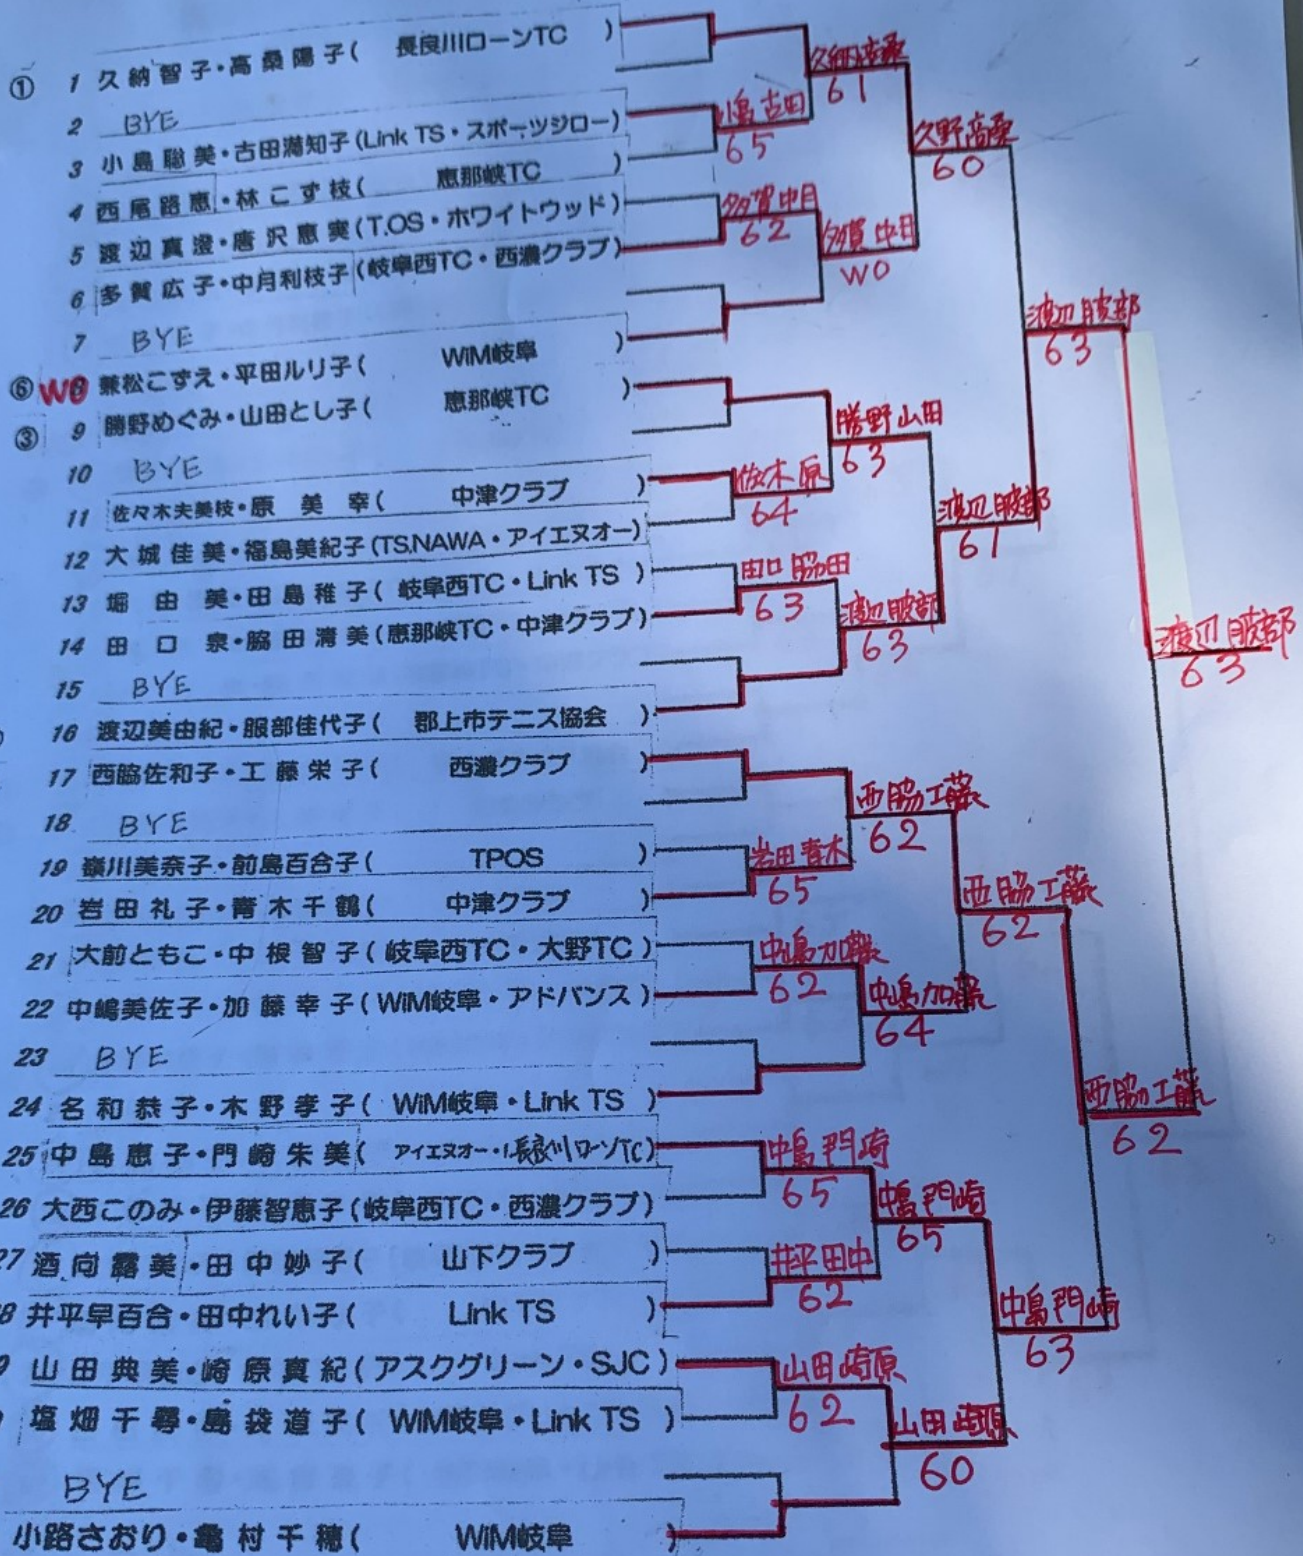 ① 1 久納智子・高桑陽子( 長良川ローンTC )
2 BYE
3 小島聡美・古田満知子(Link TS・スポーツジロー)
4 西尾路恵・林こず枝( 恵那峡TC )
5 渡辺真澄・唐沢恵実(T.OS・ホワイトウッド)
6 多賀広子・中月利枝子(岐阜西TC・西濃クラブ)
7 BYE
⑥ W0 兼松こずえ・平田ルリ子( WiM岐阜 )
③ 9 勝野めぐみ・山田とし子( 恵那峡TC )
10 BYE
11 佐々木夫美枝・原美幸( 中津クラブ )
12 大城佳美・福島美紀子(TS.NAWA・アイエヌオー)
13 堀由美・田島稚子( 岐阜西TC・Link TS )
14 田口泉・脇田清美(恵那峡TC・中津クラブ)
15 BYE
16 渡辺美由紀・服部佳代子( 郡上市テニス協会 )
17 西脇佐和子・工藤栄子( 西濃クラブ )
18 BYE
19 川美奈子・前島百合子( TPOS )
20 岩田礼子・青木千鶴( 中津クラブ )
21 大前ともこ・中根智子( 岐阜西TC・大野TC )
22 中嶋美佐子・加藤幸子(WiM岐阜・アドバンス)
23 BYE
24 名和恭子・木野孝子( WiM岐阜・Link TS )
25 中島恵子・門崎朱美( アイエヌオー・長良川ローンTC)
26 大西このみ・伊藤智恵子(岐阜西TC・西濃クラブ)
27 酒向露美・田中妙子( 山下クラブ )
8 井平早百合・田中れい子( Link TS )
9 山田典美・崎原真紀(アスクグリーン・SJC)
塩畑千尋・島袋道子( WiM岐阜・Link TS )
BYE
小路さおり・亀村千穂( WiM岐阜 )
小島 古田
65
多賀 中月
62
佐々木 原
64
田口 脇田
63
岩田 青木
65
中嶋 加藤
62
中島 門崎
65
井平 田中
62
山田 崎原
62
久納 高桑
61
多賀 中月
W0
勝野 山田
63
渡辺 服部
63
西脇 工藤
62
中嶋 加藤
64
中島 門崎
65
山田 崎原
60
久野 高桑
60
渡辺 服部
61
西脇 工藤
62
中島 門崎
63
渡辺 服部
63
西脇 工藤
62
渡辺 服部
63